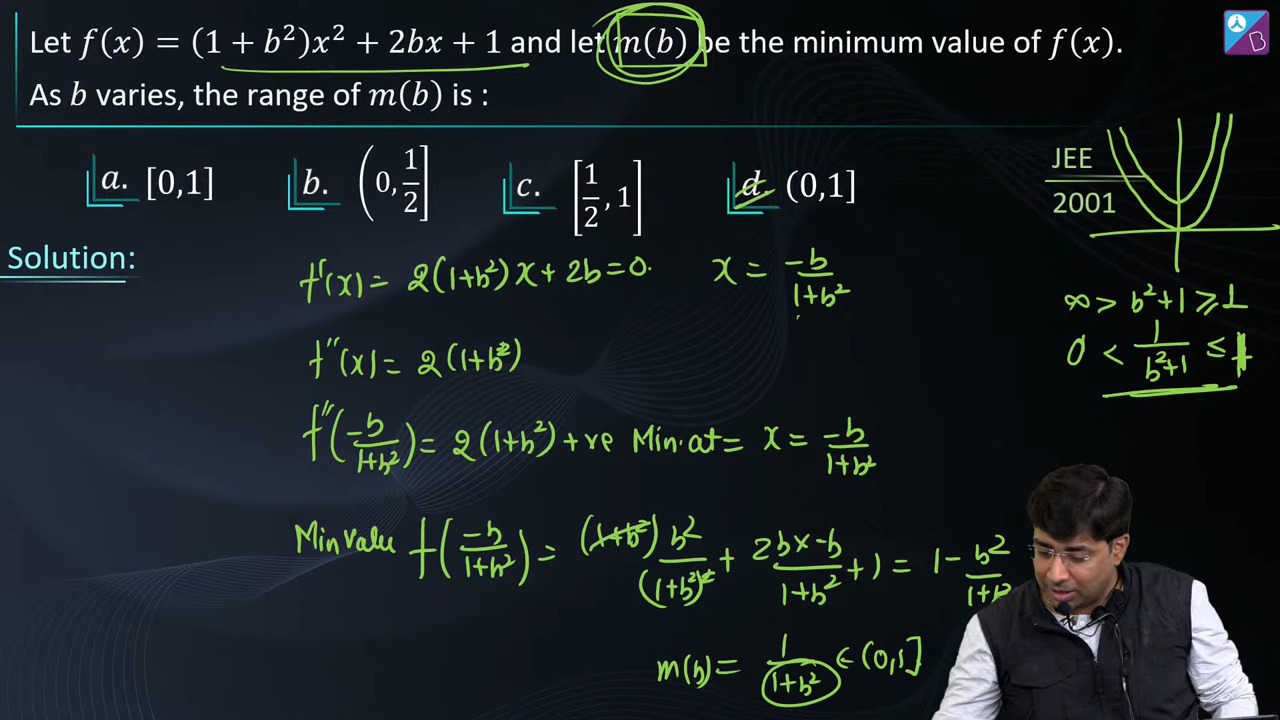 Let f(x) = (1 + b²)x² + 2bx + 1 and let m(b) be the minimum value of f(x).
As b varies, the range of m(b) is :
a. [0,1] b. (0, 1/2] c. [1/2, 1] d. (0,1]
JEE
2001
Solution:
f'(x) = 2(1+b²)x + 2b = 0. x = -b/(1+b²)
∞ > b²+1 ≥ 1
0 < 1/(b²+1) ≤ 1
f''(x) = 2(1+b²)
f''(-b/(1+b²)) = 2(1+b²) +ve Min. at = x = -b/(1+b²)
Min value f(-b/(1+b²)) = (1+b²) b²/(1+b²)² + 2b×-b/(1+b²) + 1 = 1 - b²/(1+b²
m(b) = 1/(1+b²) ∈ (0,1]
B